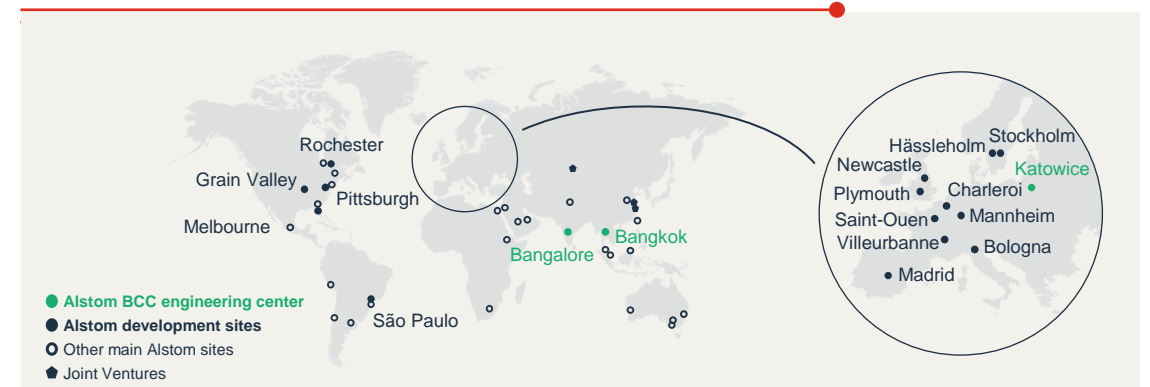 Rochester
Grain Valley
Pittsburgh
Melbourne
Bangkok
Bangalore
São Paulo
Alstom BCC engineering center
Alstom development sites
Other main Alstom sites
Joint Ventures
Stockholm
Hässleholm
Newcastle
Katowice
Plymouth
Charleroi
Saint-Ouen
Mannheim
Villeurbanne
Bologna
Madrid